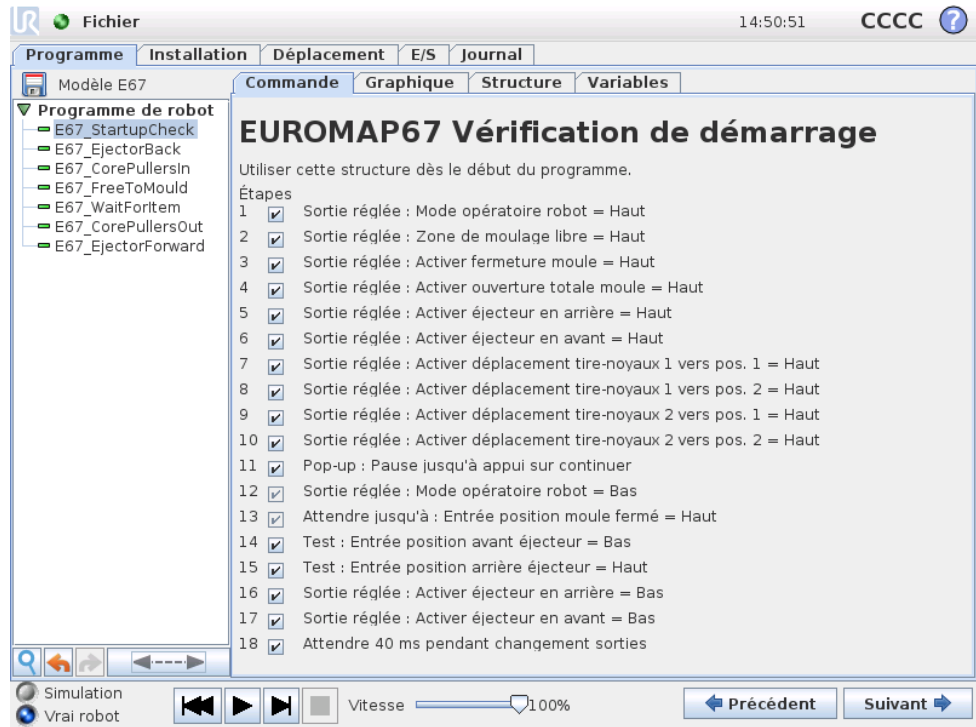 UR Fichier 14:50:51 CCCC ?
Programme Installation Déplacement E/S Journal
Modèle E67
Commande Graphique Structure Variables
Programme de robot
E67_StartupCheck
E67_EjectorBack
E67_CorePullersIn
E67_FreeToMould
E67_WaitForItem
E67_CorePullersOut
E67_EjectorForward
EUROMAP67 Vérification de démarrage
Utiliser cette structure dès le début du programme.
Étapes
1 Sortie réglée : Mode opératoire robot = Haut
2 Sortie réglée : Zone de moulage libre = Haut
3 Sortie réglée : Activer fermeture moule = Haut
4 Sortie réglée : Activer ouverture totale moule = Haut
5 Sortie réglée : Activer éjecteur en arrière = Haut
6 Sortie réglée : Activer éjecteur en avant = Haut
7 Sortie réglée : Activer déplacement tire-noyaux 1 vers pos. 1 = Haut
8 Sortie réglée : Activer déplacement tire-noyaux 1 vers pos. 2 = Haut
9 Sortie réglée : Activer déplacement tire-noyaux 2 vers pos. 1 = Haut
10 Sortie réglée : Activer déplacement tire-noyaux 2 vers pos. 2 = Haut
11 Pop-up : Pause jusqu'à appui sur continuer
12 Sortie réglée : Mode opératoire robot = Bas
13 Attendre jusqu'à : Entrée position moule fermé = Haut
14 Test : Entrée position avant éjecteur = Bas
15 Test : Entrée position arrière éjecteur = Haut
16 Sortie réglée : Activer éjecteur en arrière = Bas
17 Sortie réglée : Activer éjecteur en avant = Bas
18 Attendre 40 ms pendant changement sorties
Simulation
Vrai robot
Vitesse 100%
Précédent Suivant